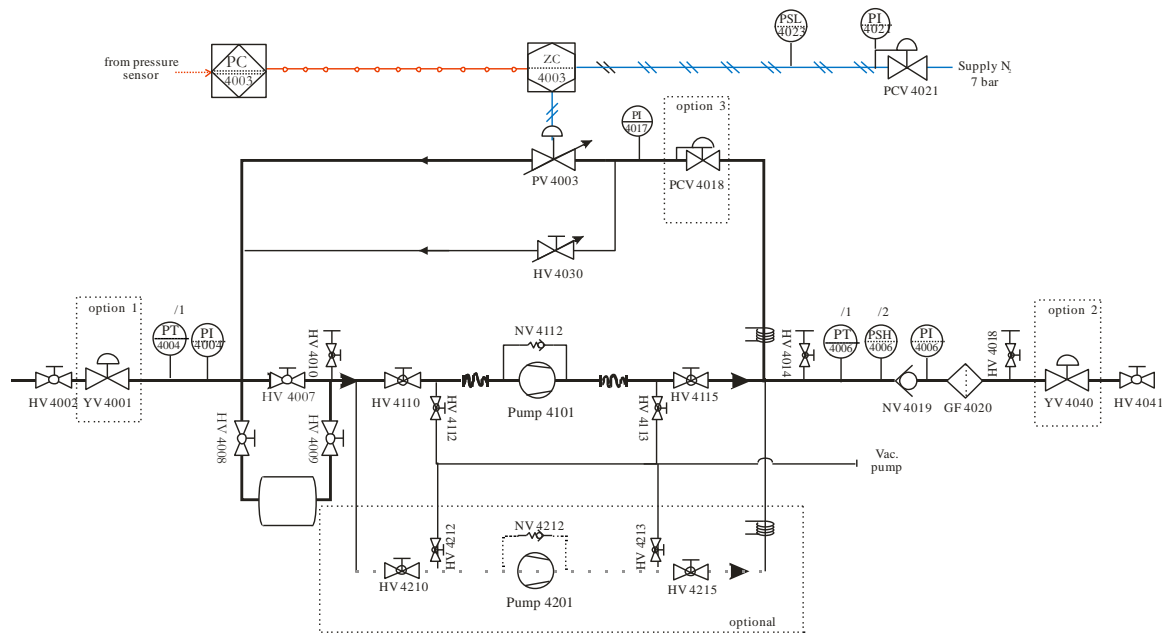 PSL
4023
PI
4021
from pressure
sensor
PC
4003
ZC
4003
Supply N2
7 bar
PCV 4021
option 3
PI
4017
PV 4003
PCV 4018
HV 4030
option 1
/1
PT
4004
PI
4004
HV 4010
NV 4112
HV 4014
/1
PT
4006
/2
PSH
4006
PI
4006
HV 4018
option 2
HV 4002
YV 4001
HV 4007
HV 4110
Pump 4101
HV 4115
NV 4019
GF 4020
YV 4040
HV 4041
HV 4008
HV 4009
HV 4112
HV 4113
Vac.
pump
HV 4212
NV 4212
HV 4213
HV 4210
Pump 4201
HV 4215
optional